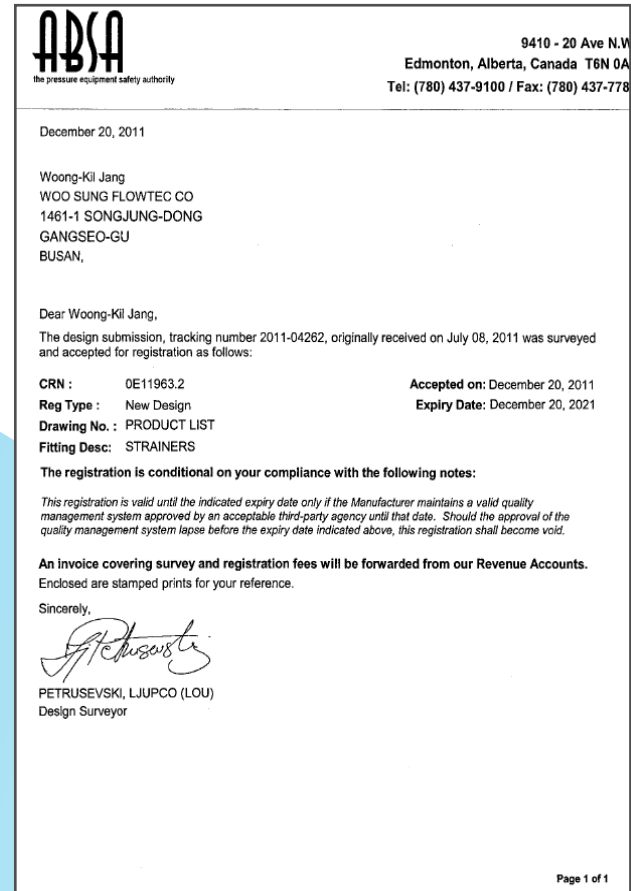 ABSA
the pressure equipment safety authority
9410 - 20 Ave N.W
Edmonton, Alberta, Canada T6N 0A
Tel: (780) 437-9100 / Fax: (780) 437-778
December 20, 2011
Woong-Kil Jang
WOO SUNG FLOWTEC CO
1461-1 SONGJUNG-DONG
GANGSEO-GU
BUSAN,
Dear Woong-Kil Jang,
The design submission, tracking number 2011-04262, originally received on July 08, 2011 was surveyed
and accepted for registration as follows:
CRN : 0E11963.2 Accepted on: December 20, 2011
Reg Type : New Design Expiry Date: December 20, 2021
Drawing No. : PRODUCT LIST
Fitting Desc: STRAINERS
The registration is conditional on your compliance with the following notes:
This registration is valid until the indicated expiry date only if the Manufacturer maintains a valid quality
management system approved by an acceptable third-party agency until that date. Should the approval of the
quality management system lapse before the expiry date indicated above, this registration shall become void.
An invoice covering survey and registration fees will be forwarded from our Revenue Accounts.
Enclosed are stamped prints for your reference.
Sincerely,
PETRUSEVSKI, LJUPCO (LOU)
Design Surveyor
Page 1 of 1